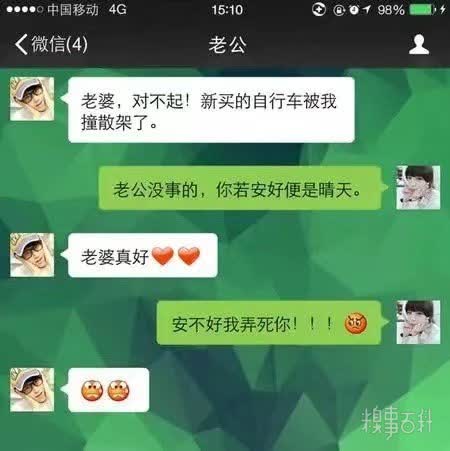 中国移动 4G 15:10 98%
微信(4) 老公
老婆，对不起！新买的自行车被我
撞散架了。
老公没事的，你若安好便是晴天。
老婆真好
安不好我弄死你！！！
糗事百科